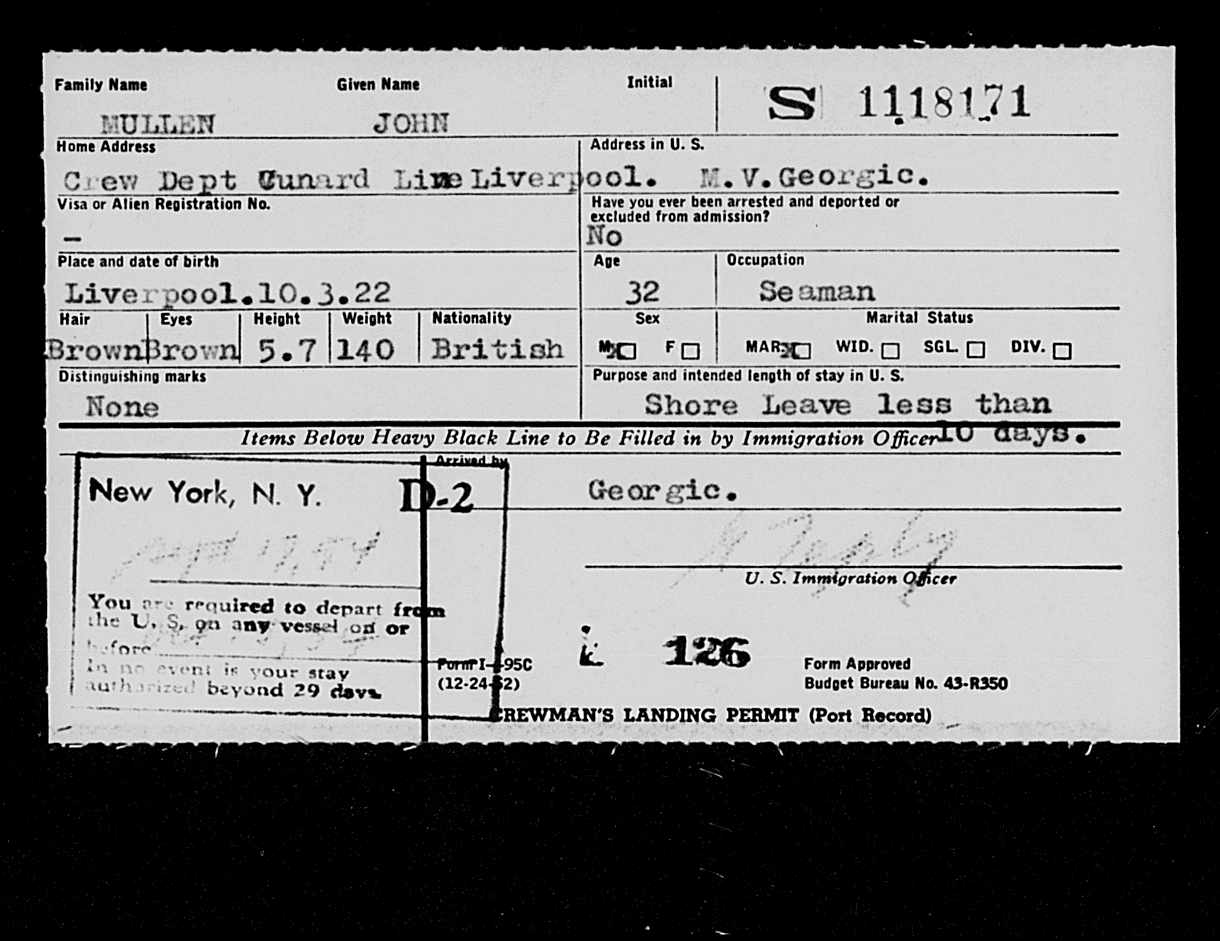 Family Name Given Name Initial
MULLEN JOHN S 1118171
Home Address Address in U. S.
Crew Dept Cunard Line Liverpool. M.V.Georgic.
Visa or Alien Registration No. Have you ever been arrested and deported or
excluded from admission?
– No
Place and date of birth Age Occupation
Liverpool.10.3.22 32 Seaman
Hair Eyes Height Weight Nationality Sex Marital Status
Brown Brown 5.7 140 British M X F MAR. X WID. SGL. DIV.
Distinguishing marks Purpose and intended length of stay in U. S.
None Shore Leave less than
10 days.
Items Below Heavy Black Line to Be Filled in by Immigration Officer
Arrived by
New York, N. Y. D-2 Georgic.
U. S. Immigration Officer
You are required to depart from
the U. S. on any vessel on or
before
In no event is your stay
authorized beyond 29 days.
126
Form I-95C
(12-24-52)
Form Approved
Budget Bureau No. 43-R350
CREWMAN'S LANDING PERMIT (Port Record)